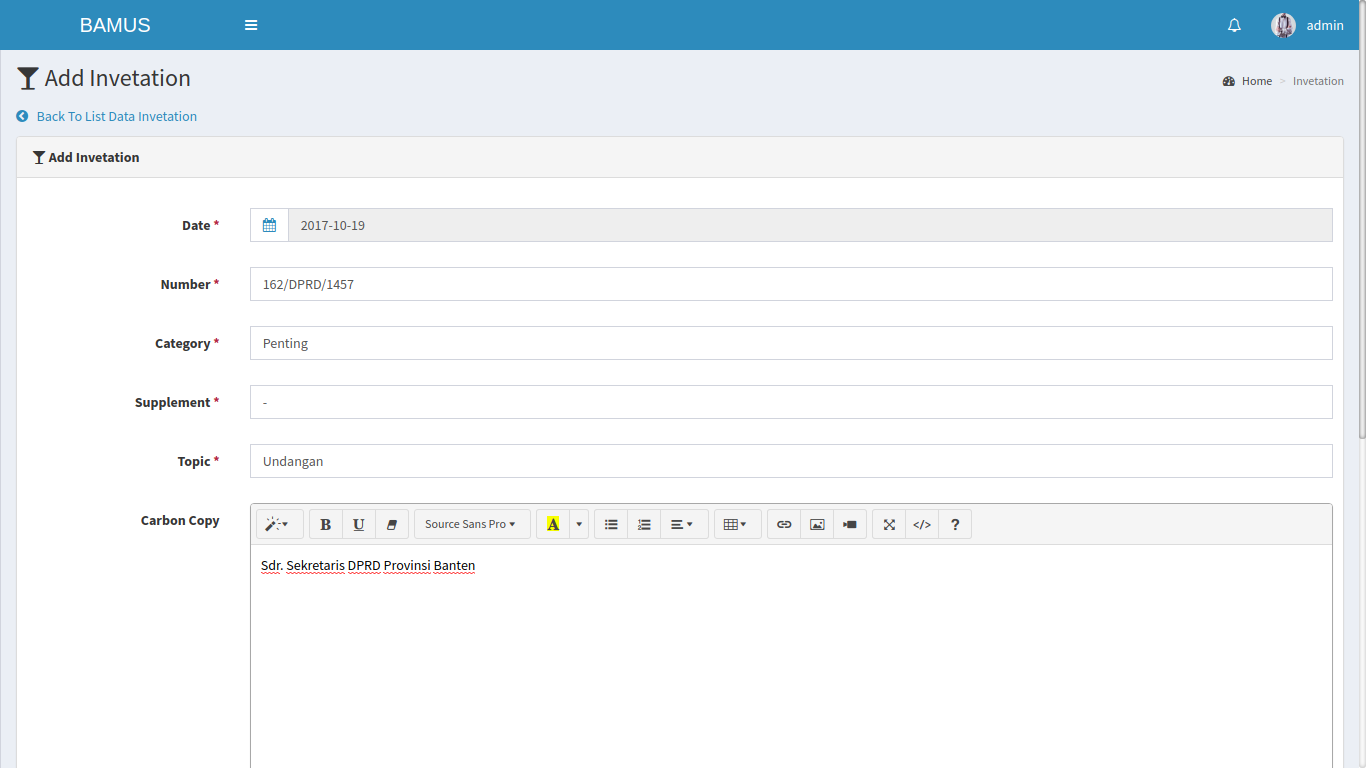 BAMUS
admin
Add Invetation
Home > Invetation
Back To List Data Invetation
Add Invetation
Date * 2017-10-19
Number * 162/DPRD/1457
Category * Penting
Supplement * -
Topic * Undangan
Carbon Copy
B U Source Sans Pro A </> ?
Sdr. Sekretaris DPRD Provinsi Banten